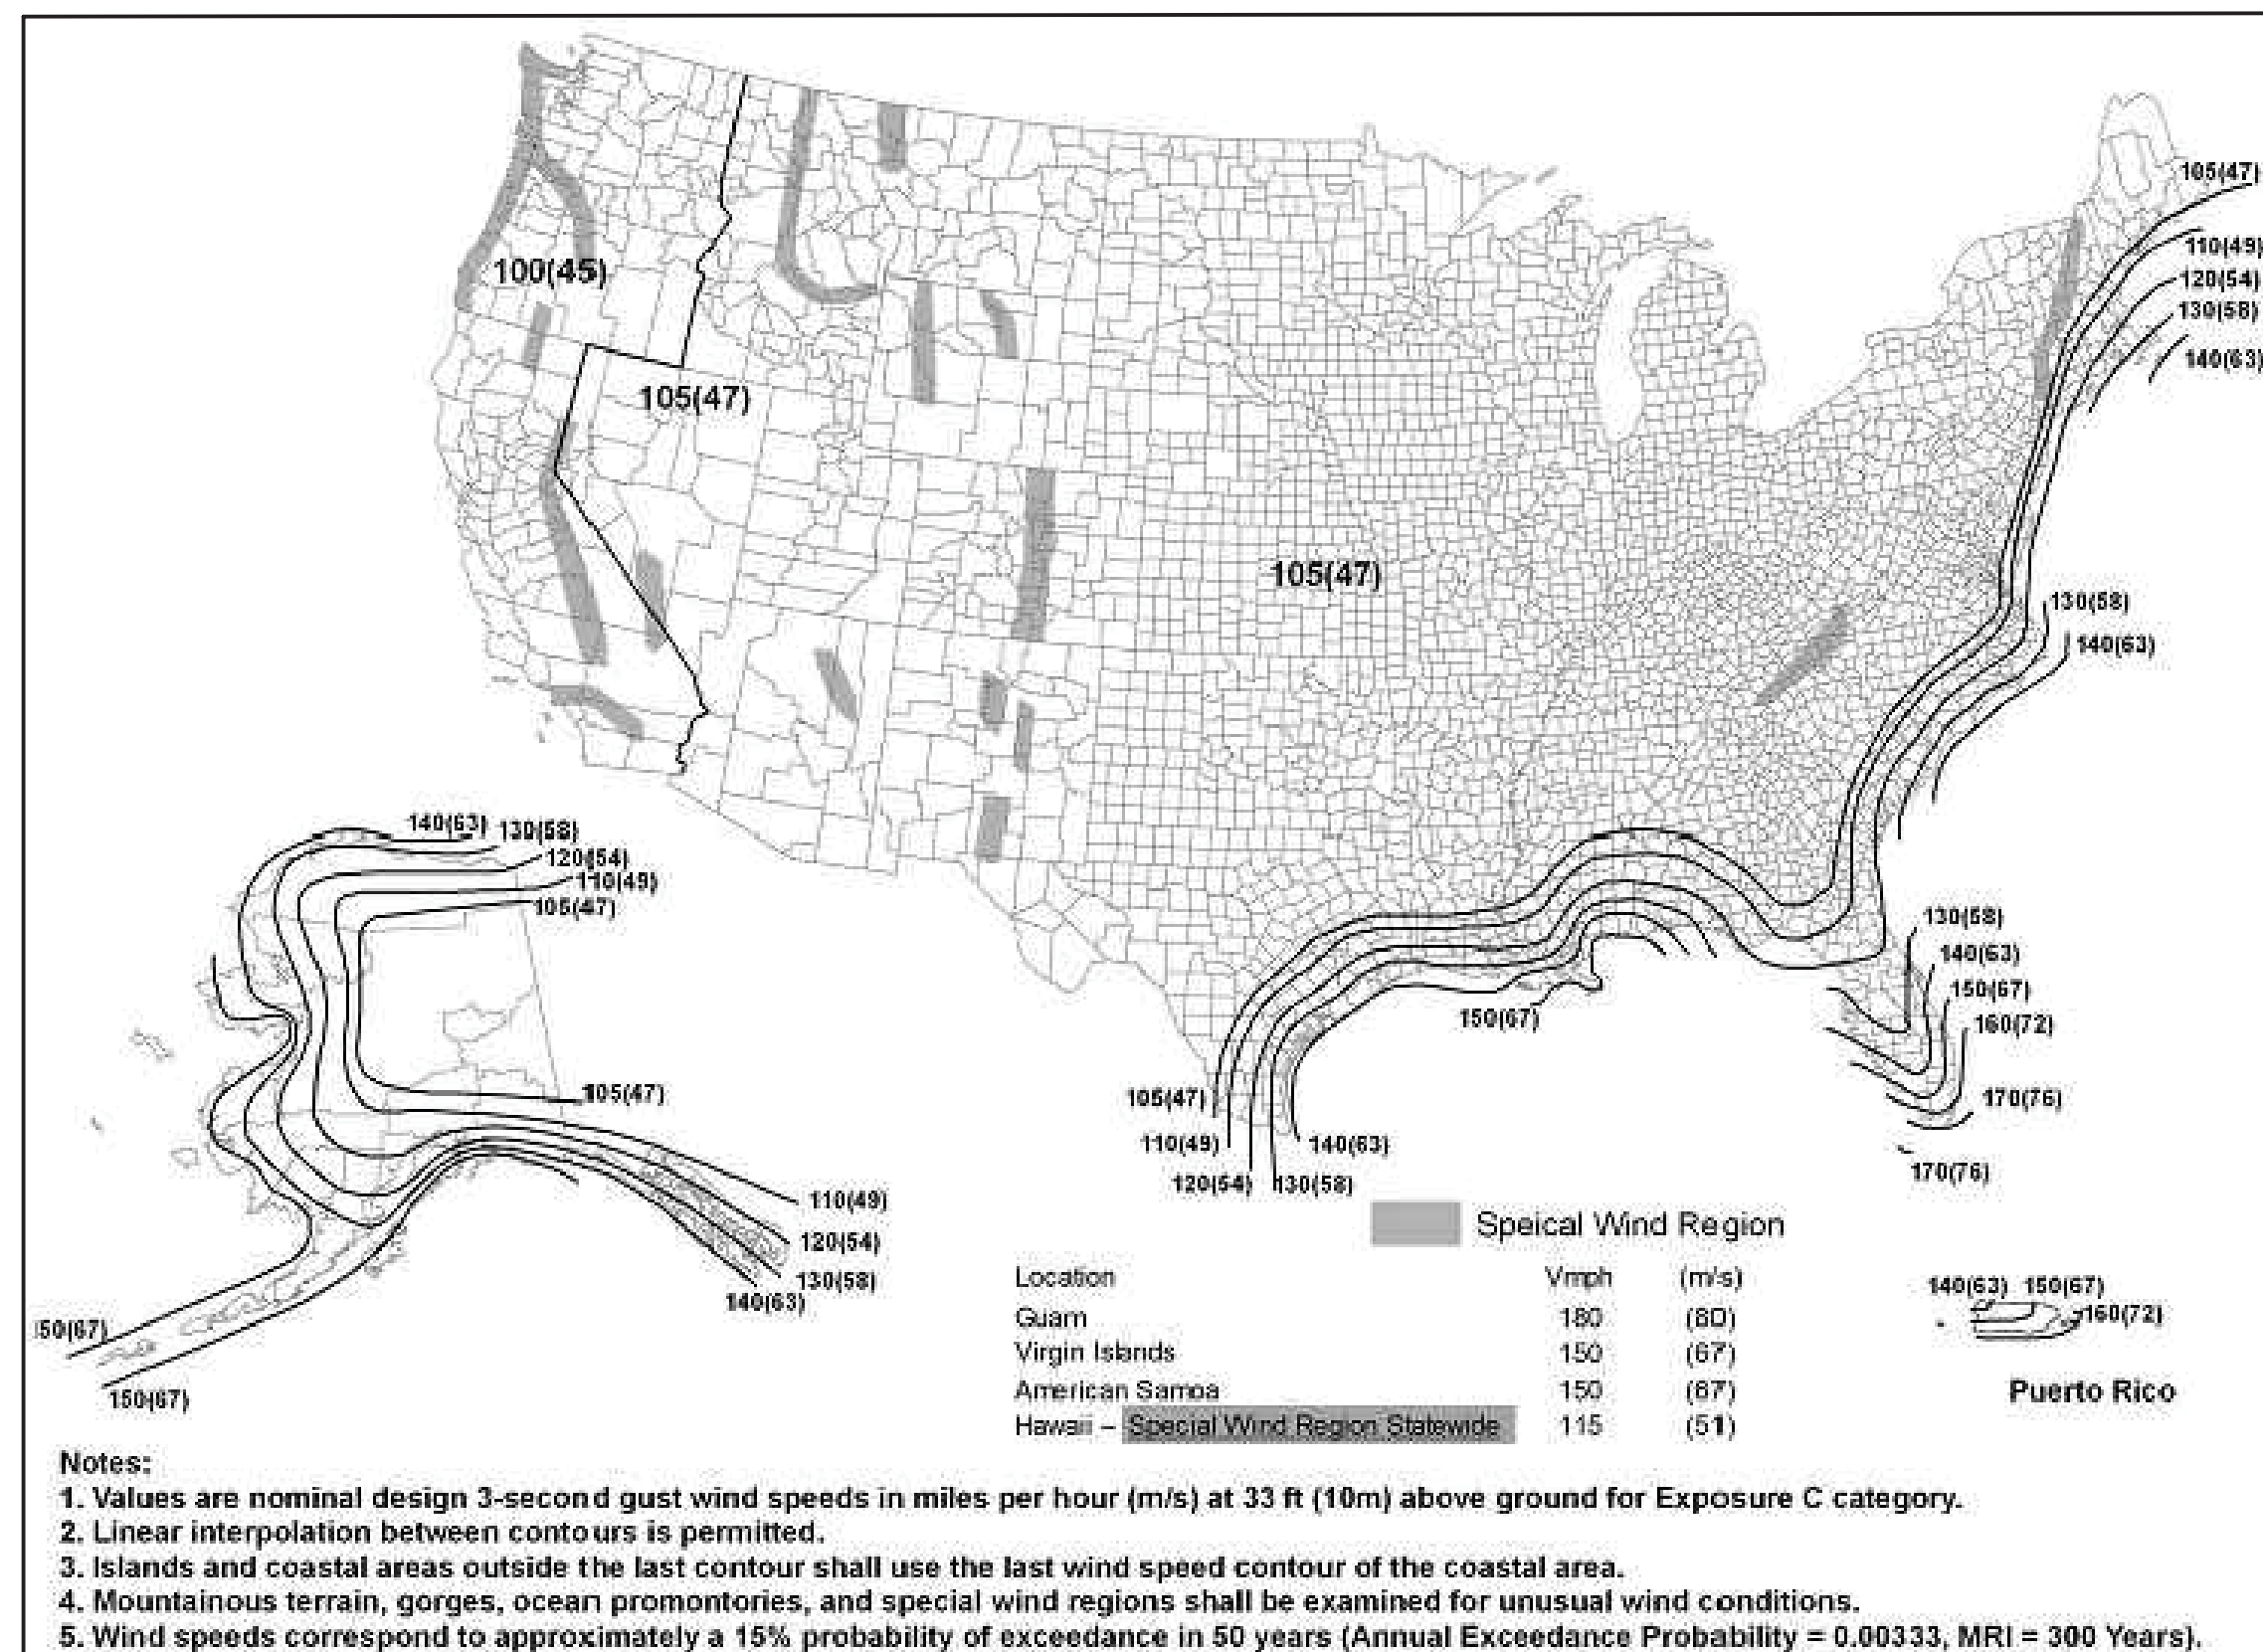 105(47)
110(49)
120(54)
130(58)
140(63)
100(45)
105(47)
105(47)
130(58)
140(63)
140(63) 130(58)
120(54)
110(49)
105(47)
130(58)
140(63)
150(67)
160(72)
150(67)
105(47)
105(47)
170(76)
110(49)
140(63)
120(54)
130(58)
170(76)
110(49)
120(54)
130(58)
140(63)
50(67)
150(67)
Speical Wind Region
Location Vmph (m/s)
Guam 180 (80)
Virgin Islands 150 (67)
American Samoa 150 (67)
Hawaii – Special Wind Region Statewide 115 (51)
140(63) 150(67)
160(72)
Puerto Rico
Notes:
1. Values are nominal design 3-second gust wind speeds in miles per hour (m/s) at 33 ft (10m) above ground for Exposure C category.
2. Linear interpolation between contours is permitted.
3. Islands and coastal areas outside the last contour shall use the last wind speed contour of the coastal area.
4. Mountainous terrain, gorges, ocean promontories, and special wind regions shall be examined for unusual wind conditions.
5. Wind speeds correspond to approximately a 15% probability of exceedance in 50 years (Annual Exceedance Probability = 0.00333, MRI = 300 Years).